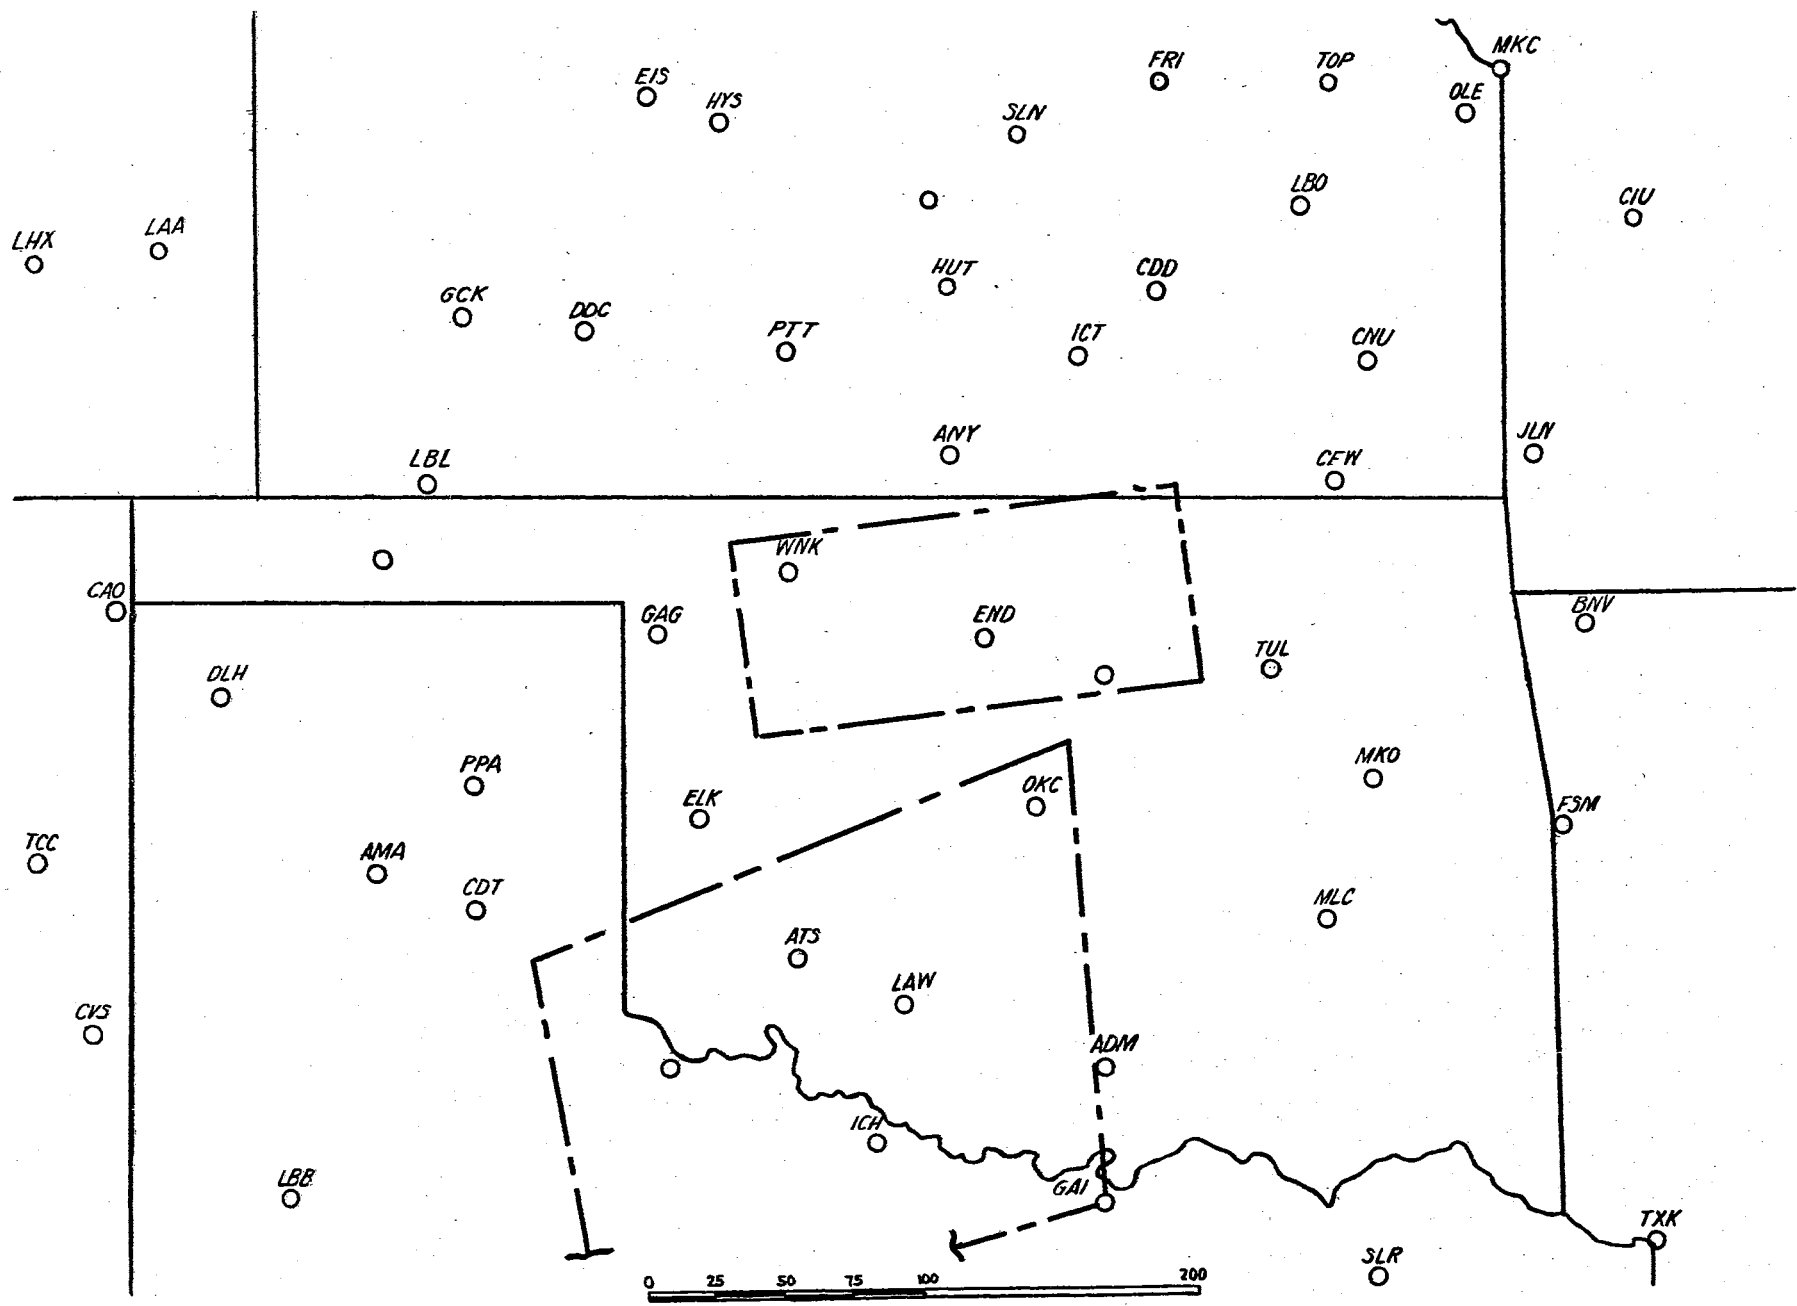 MKC
EIS
FRI
TOP
OLE
HYS
SLN
LBO
CIU
LHX
LAA
GCK
DDC
HUT
CDD
PTT
ICT
CNU
LBL
ANY
CFW
JLN
WNK
CAO
GAG
END
BNV
DLH
TUL
PPA
ELK
OKC
MKO
FSM
TCC
AMA
CDT
MLC
ATS
LAW
CVS
ADM
ICH
LBB
GAI
TXK
SLR
0 25 50 75 100 200